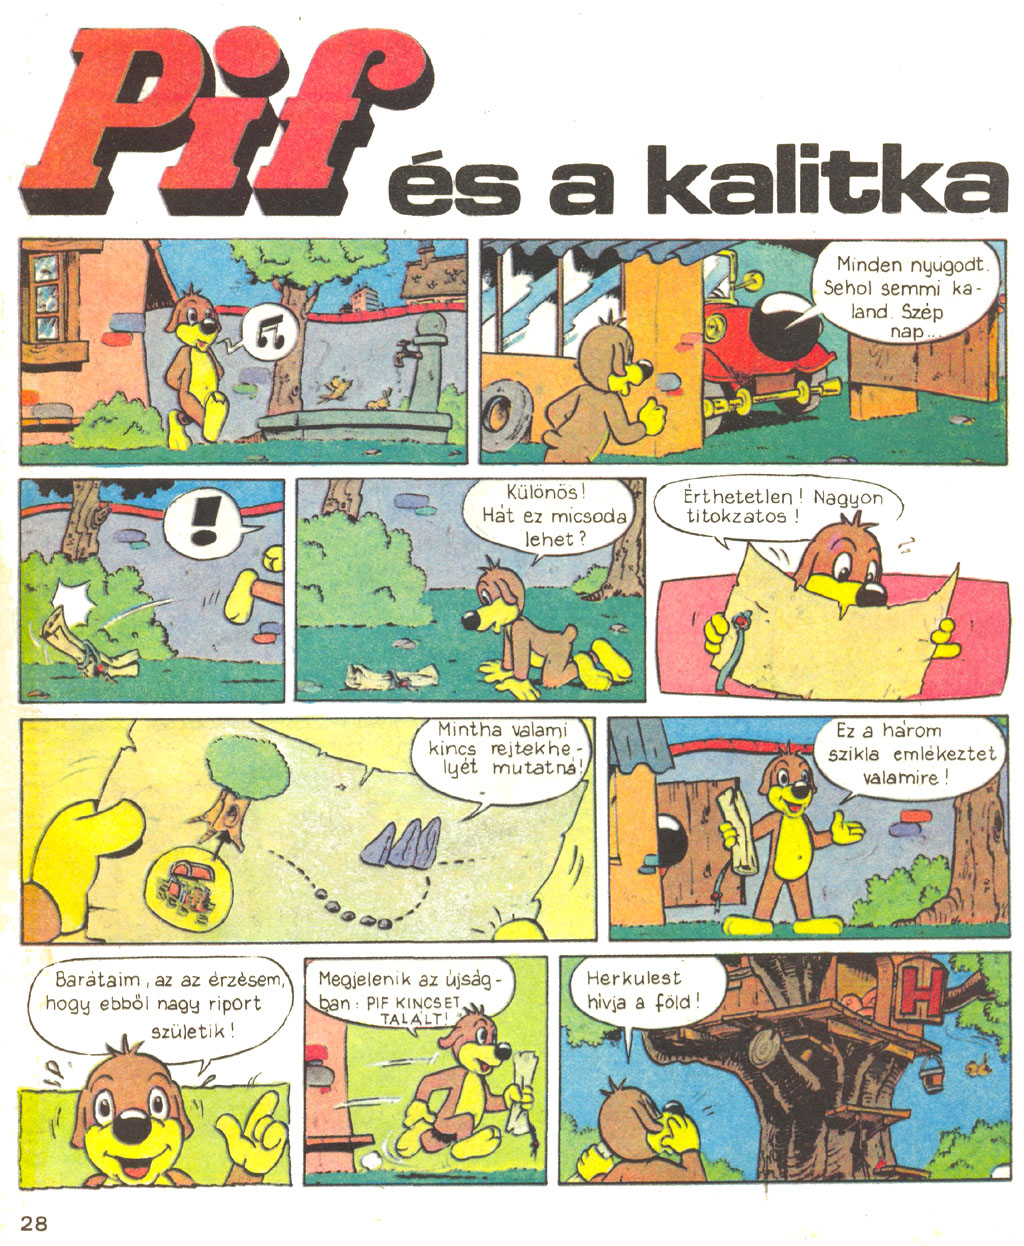 Pif
és a kalitka
Minden nyugodt.
Sehol semmi ka-
land. Szép
nap...
!
Különös!
Hát ez micsoda
lehet?
Érthetetlen! Nagyon
titokzatos!
Mintha valami
kincs rejtekhe-
lyét mutatná!
Ez a három
szikla emlékeztet
valamire!
Barátaim, az az érzésem,
hogy ebből nagy riport
születik!
Megjelenik az újság-
ban: PIF KINCSET
TALÁLT!
Herkulest
hivja a föld!
H
28